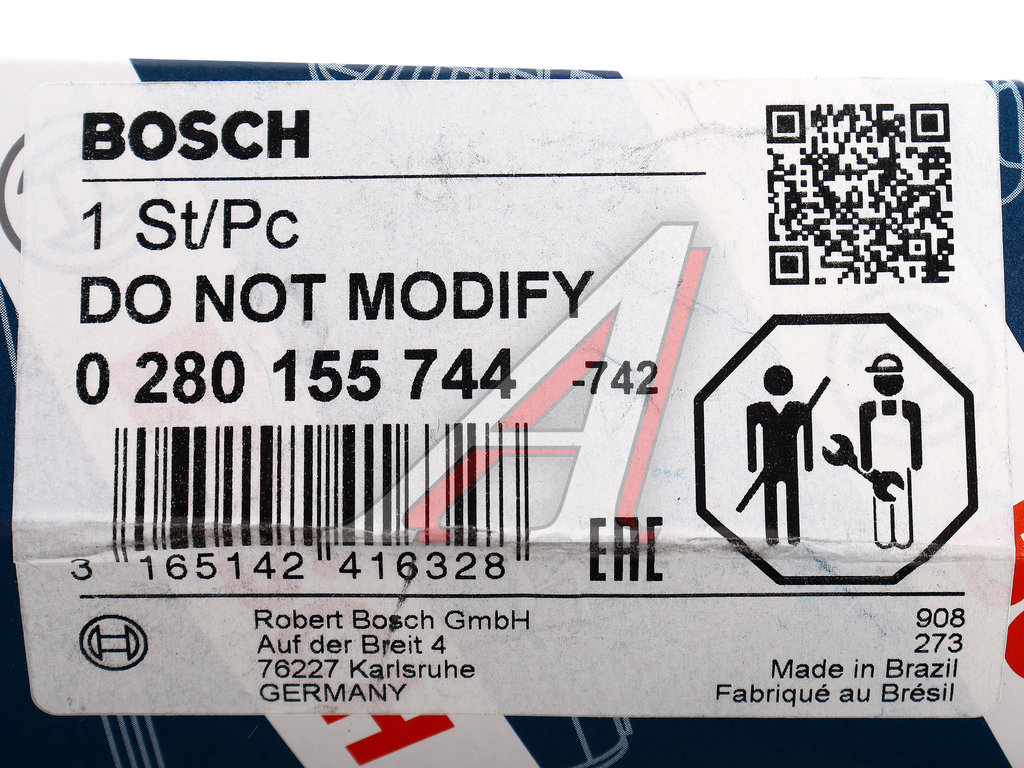 BOSCH
1 St/Pc
DO NOT MODIFY
0 280 155 744 -742
3 165142 416328
EAC
Robert Bosch GmbH
Auf der Breit 4
76227 Karlsruhe
GERMANY
908
273
Made in Brazil
Fabriqué au Brésil